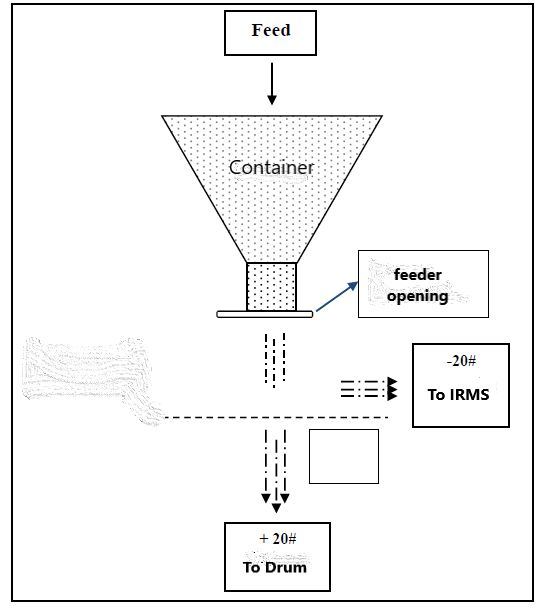 Feed
Container
feeder
opening
-20#
To IRMS
+ 20#
To Drum